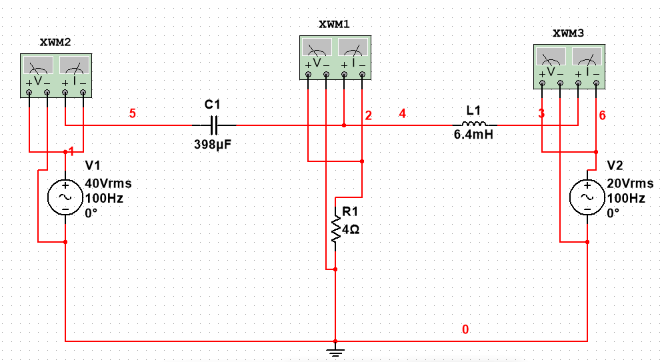 XWM2
V
I
+ − + −
XWM1
V
I
+ − + −
XWM3
V
I
+ − + −
5
C1
398µF
2
4
L1
6.4mH
3
6
1
V1
40Vrms
100Hz
0°
+
~
−
R1
4Ω
V2
20Vrms
100Hz
0°
+
~
−
0